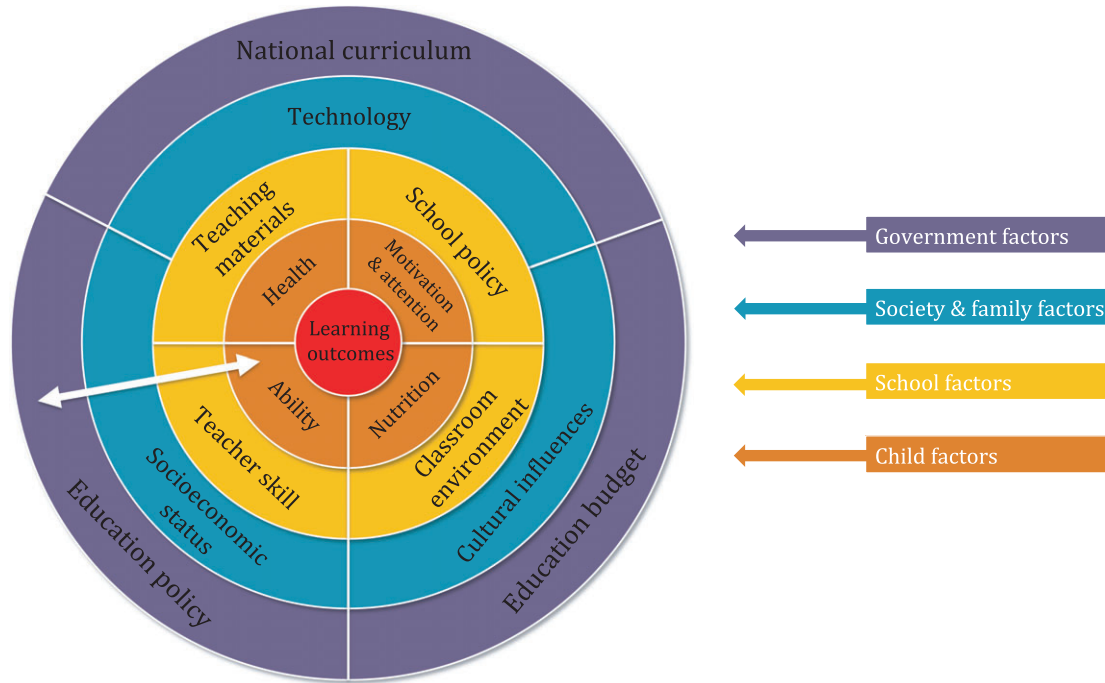 National curriculum
Technology
Teaching
materials
School policy
Health
Motivation
& attention
Learning
outcomes
Ability
Nutrition
Teacher skill
Classroom
environment
Socioeconomic
status
Cultural influences
Education policy
Education budget
Government factors
Society & family factors
School factors
Child factors